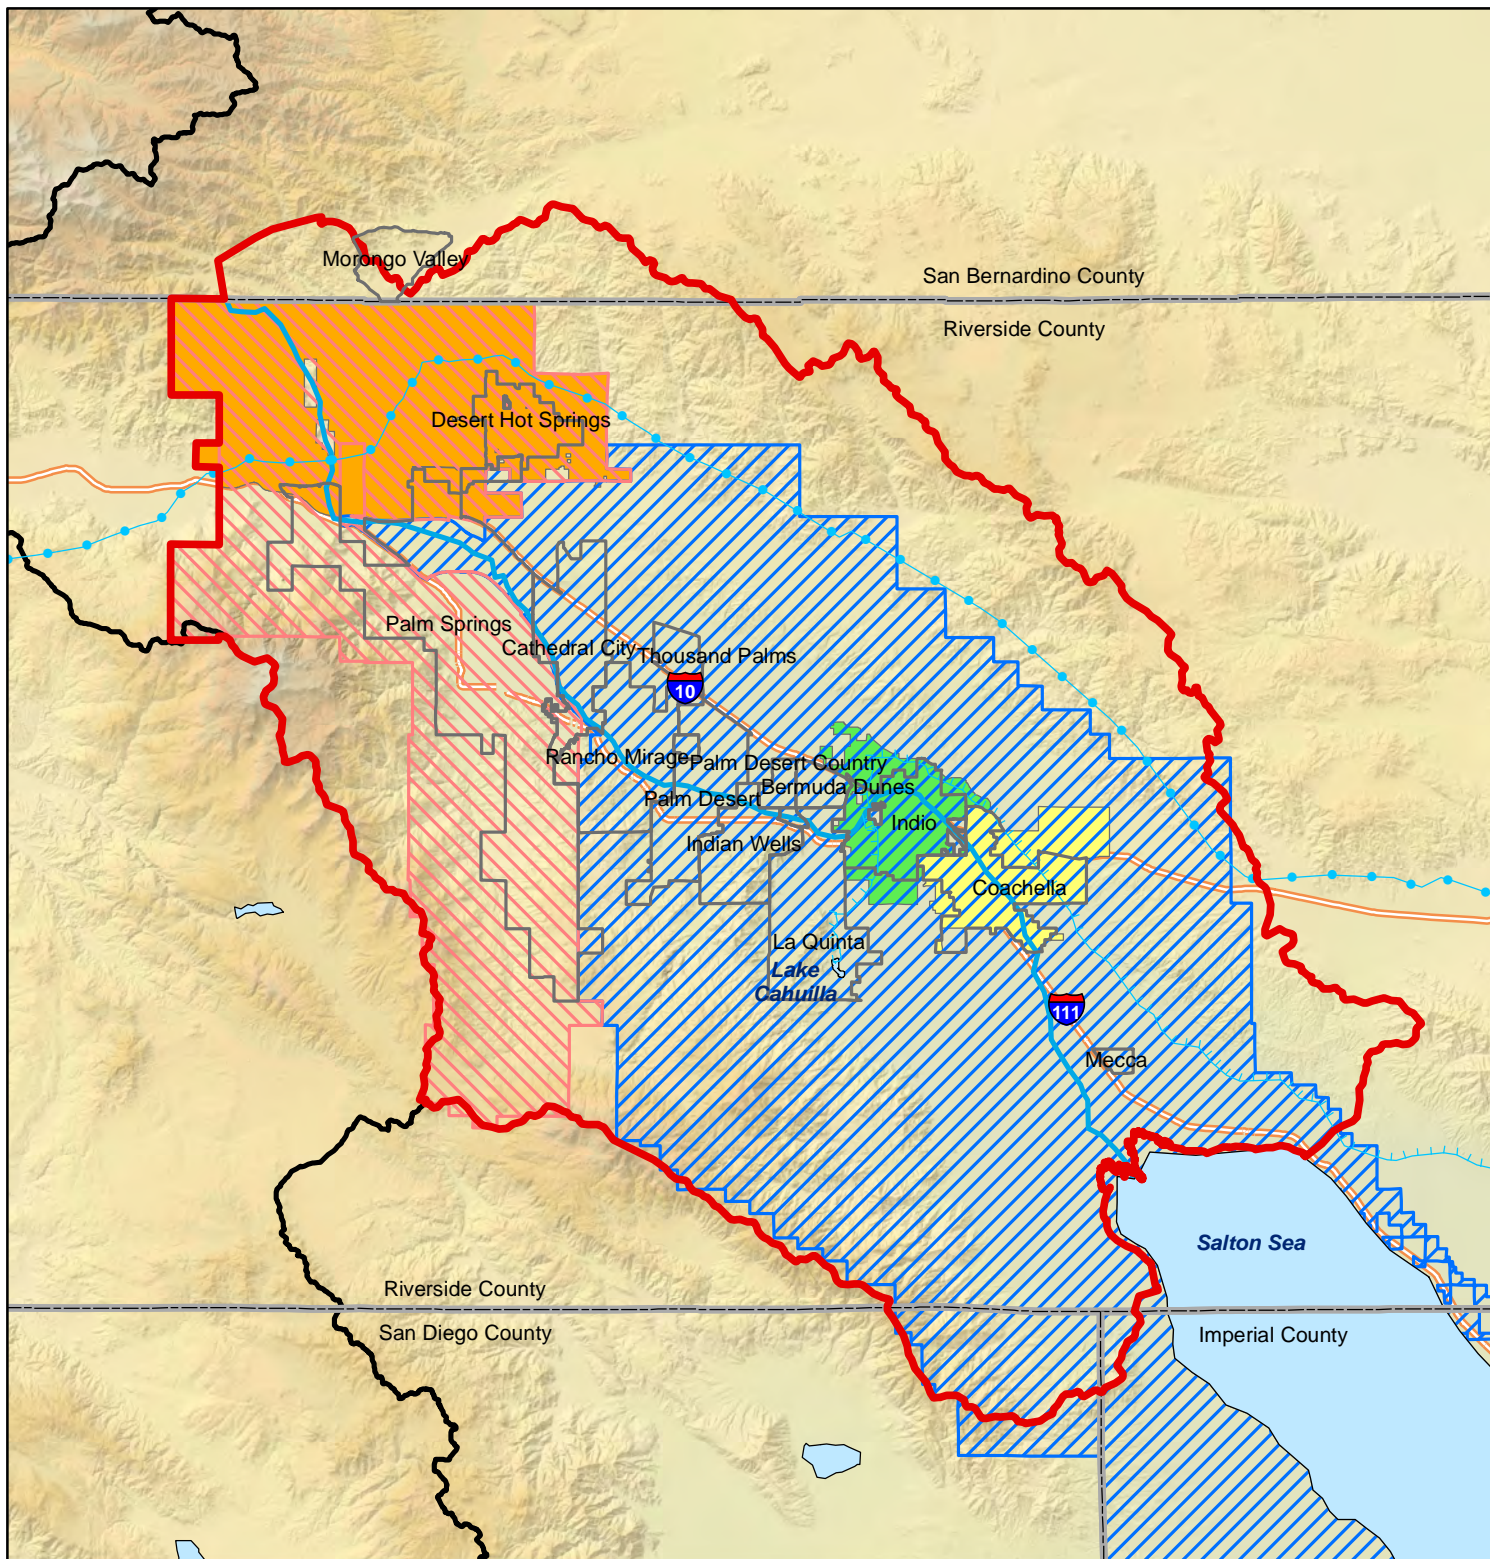 Morongo Valley
San Bernardino County
Riverside County
Desert Hot Springs
Palm Springs
Cathedral City
Thousand Palms
10
Rancho Mirage
Palm Desert Country
Bermuda Dunes
Palm Desert
Indio
Indian Wells
Coachella
La Quinta
Lake
Cahuilla
111
Mecca
Salton Sea
Riverside County
San Diego County
Imperial County